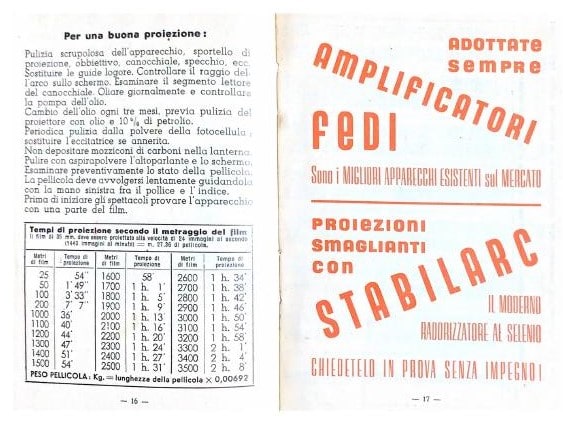 Per una buona proiezione :
Pulizia scrupolosa dell'apparecchio, sportello di
proiezione, obbiettivo, canocchiale, specchio, ecc.
Sostituire le guide logore. Controllare il raggio del-
l'arco sullo schermo. Esaminare il segmento lettore
del canocchiale. Oliare giornalmente e controllare
la pompa dell'olio.
Cambio dell'olio ogni tre mesi, previa pulizia del
proiettore con olio e 10% di petrolio.
Periodica pulizia dalla polvere della fotocellula ;
sostituire l'eccitatrice se annerita.
Non depositare mozziconi di carboni nella lanterna.
Pulire con aspirapolvere l'altoparlante e lo schermo.
Esaminare preventivamente lo stato della pellicola.
La pellicola deve avvolgersi lentamente guidandola
con la mano sinistra fra il pollice e l'indice.
Prima di iniziare gli spettacoli provare l'apparecchio
con una parte del film.
Tempi di proiezione secondo il metraggio del film
Il film di 35 mm. deve essere proiettato alla velocità di 24 immagini al secondo
(1440 immagini al minuto) = m. 27,36 di pellicola.
Metri di film Tempo di proiezione Metri di film Tempo di proiezione Metri di film Tempo di proiezione
25 54" 1600 58' 2600 1 h. 34'
50 1' 49" 1700 1 h. 1' 2700 1 h. 38'
100 3' 33" 1800 1 h. 5' 2800 1 h. 42'
200 7' 7" 1900 1 h. 9' 2900 1 h. 46'
1000 36' 2000 1 h. 13' 3000 1 h. 50'
1100 40' 2100 1 h. 16' 3100 1 h. 54'
1200 44' 2200 1 h. 20' 3200 1 h. 58'
1300 47' 2300 1 h. 24' 3300 2 h. 1'
1400 51' 2400 1 h. 27' 3400 2 h. 4'
1500 54' 2500 1 h. 31' 3500 2 h. 8'
PESO PELLICOLA : Kg. = lunghezza della pellicola × 0,00692
— 16 —
ADOTTATE
SEMPRE
AMPLIFICATORI
FEDI
Sono i MIGLIORI APPARECCHI ESISTENTI sul MERCATO
PROIEZIONI
SMAGLIANTI
CON
STABILARC
IL MODERNO
RADDRIZZATORE AL SELENIO
CHIEDETELO IN PROVA SENZA IMPEGNO!
— 17 —